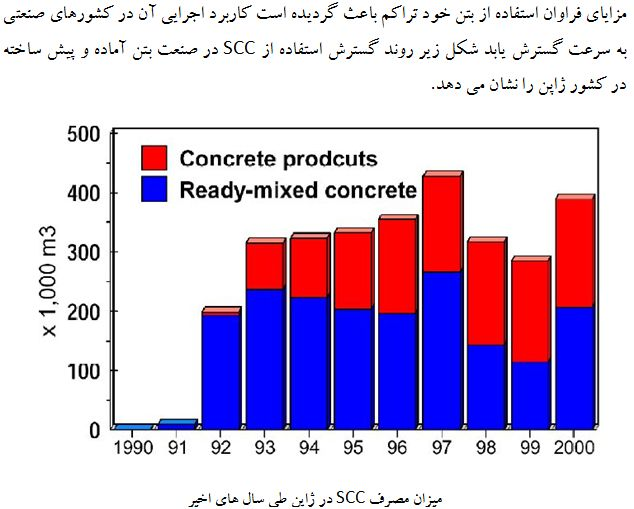 مزایای فراوان استفاده از بتن خود تراکم باعث گردیده است کاربرد اجرایی آن در کشورهای صنعتی
به سرعت گسترش یابد شکل زیر روند گسترش استفاده از SCC در صنعت بتن آماده و پیش ساخته
در کشور ژاپن را نشان می دهد.
500
Concrete prodcuts
400
Ready-mixed concrete
300
x 1,000 m3
200
100
0
1990 91 92 93 94 95 96 97 98 99 2000
میزان مصرف SCC در ژاپن طی سال های اخیر